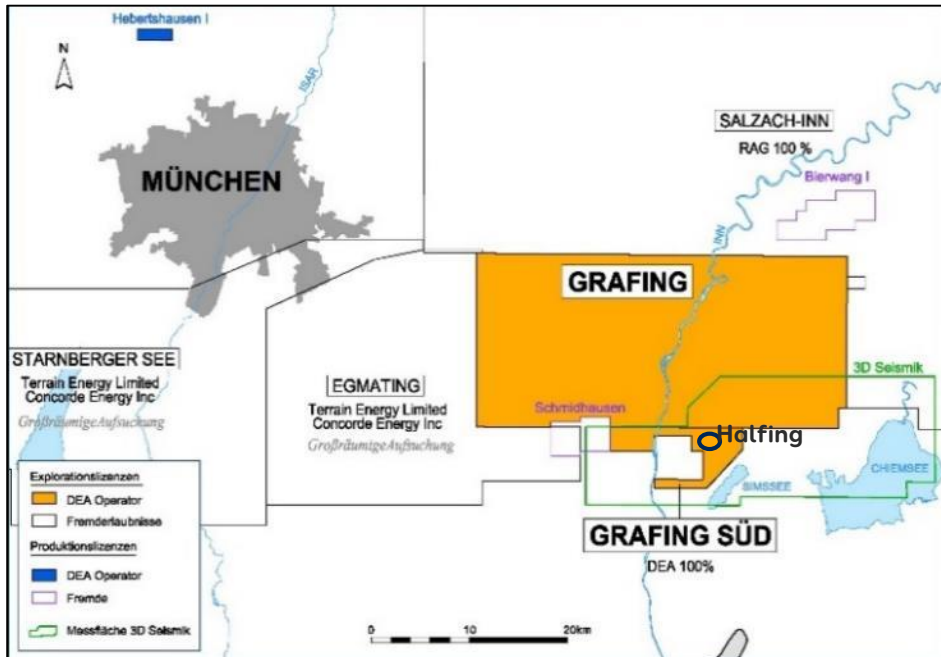 Hebertshausen I
N
ISAR
MÜNCHEN
SALZACH-INN
RAG 100 %
Bierwang I
INN
GRAFING
STARNBERGER SEE
Terrain Energy Limited
Concorde Energy Inc
Großräumige Aufsuchung
EGMATING
Terrain Energy Limited
Concorde Energy Inc
Großräumige Aufsuchung
3D Seismik
Schmidhausen
Halfing
CHIEMSEE
SIMSSEE
GRAFING SÜD
DEA 100%
Explorationslizenzen
DEA Operator
Fremderlaubnisse
Produktionslizenzen
DEA Operator
Fremde
Messfläche 3D Seismik
0 10 20km